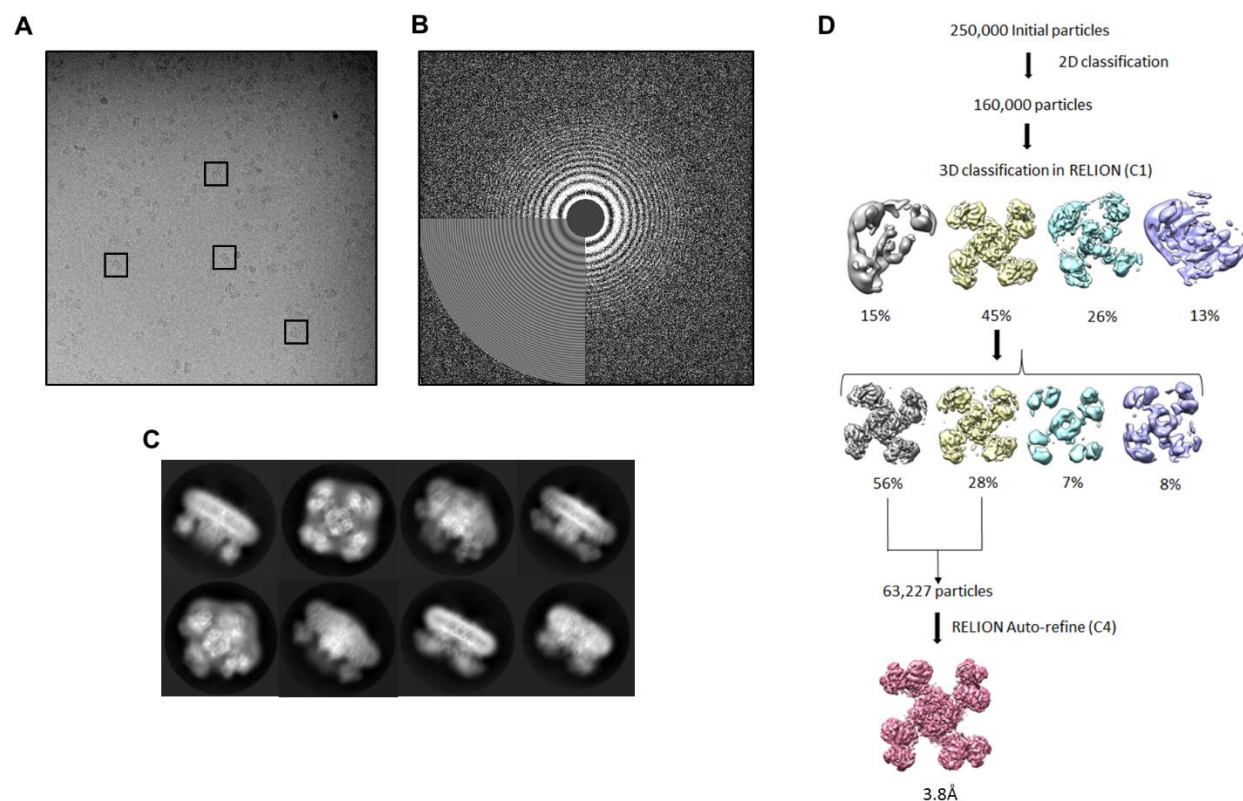 A
B
C
D
250,000 Initial particles
2D classification
160,000 particles
3D classification in RELION (C1)
15% 45% 26% 13%
56% 28% 7% 8%
63,227 particles
RELION Auto-refine (C4)
3.8Å